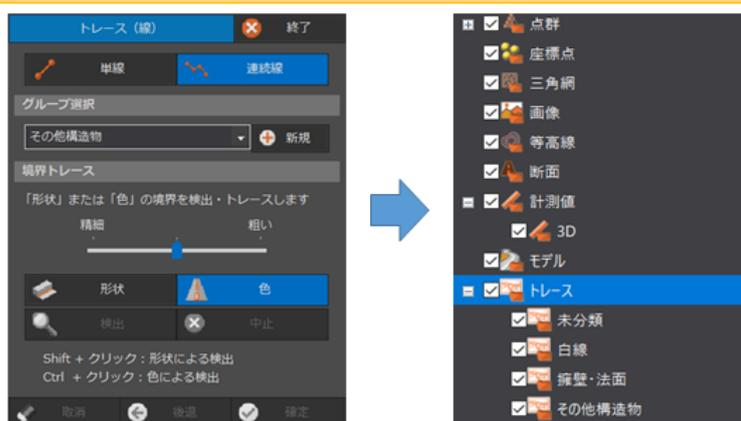 トレース（線）
終了
単線
連続線
グループ選択
その他構造物
新規
境界トレース
「形状」または「色」の境界を検出・トレースします
精細
粗い
形状
色
検出
中止
Shift + クリック：形状による検出
Ctrl + クリック：色による検出
取消
後退
確定
点群
座標点
三角網
画像
等高線
断面
計測値
3D
モデル
トレース
未分類
白線
擁壁・法面
その他構造物